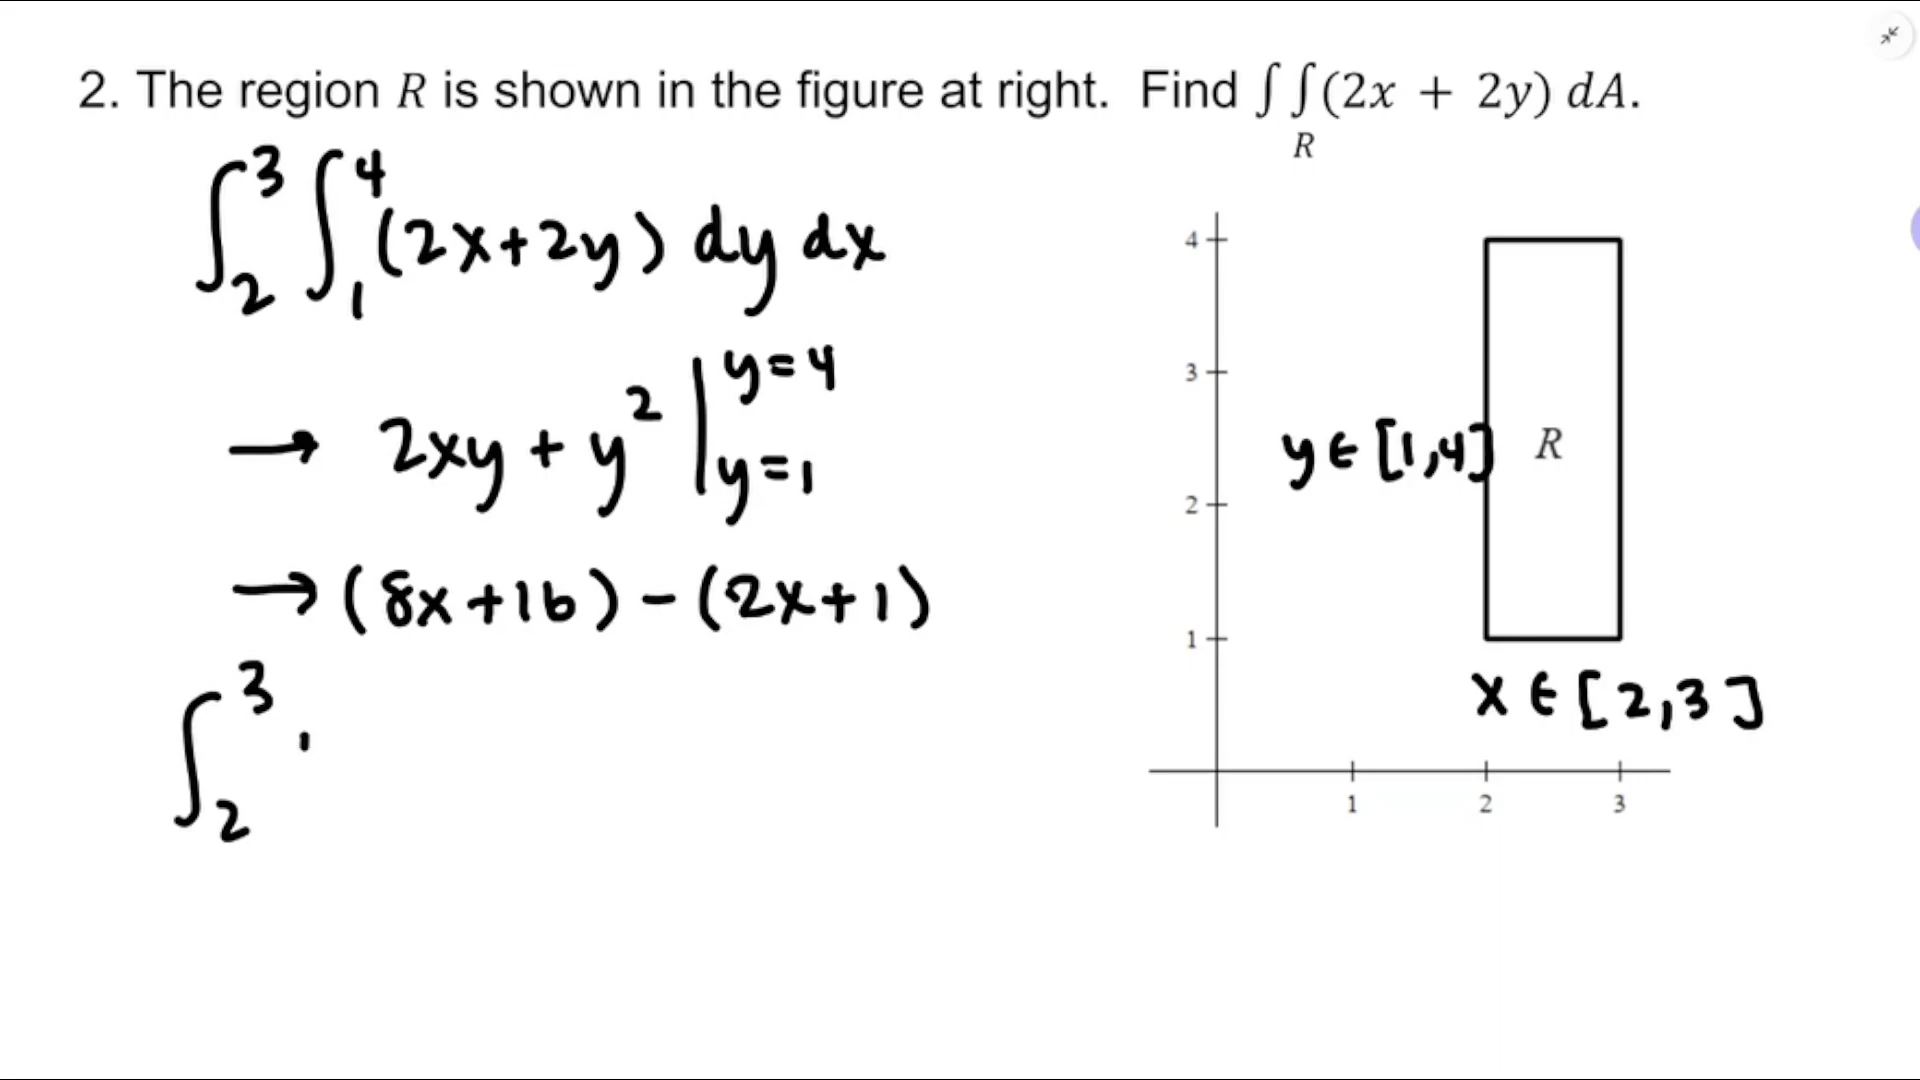 2. The region R is shown in the figure at right. Find ∫∫(2x + 2y) dA.
R
∫₂³ ∫₁⁴ (2x+2y) dy dx
→ 2xy + y² |y=4 y=1
→ (8x+16) - (2x+1)
∫₂³
4
3
2
1
y ∈ [1,4]
R
x ∈ [2,3]
1 2 3